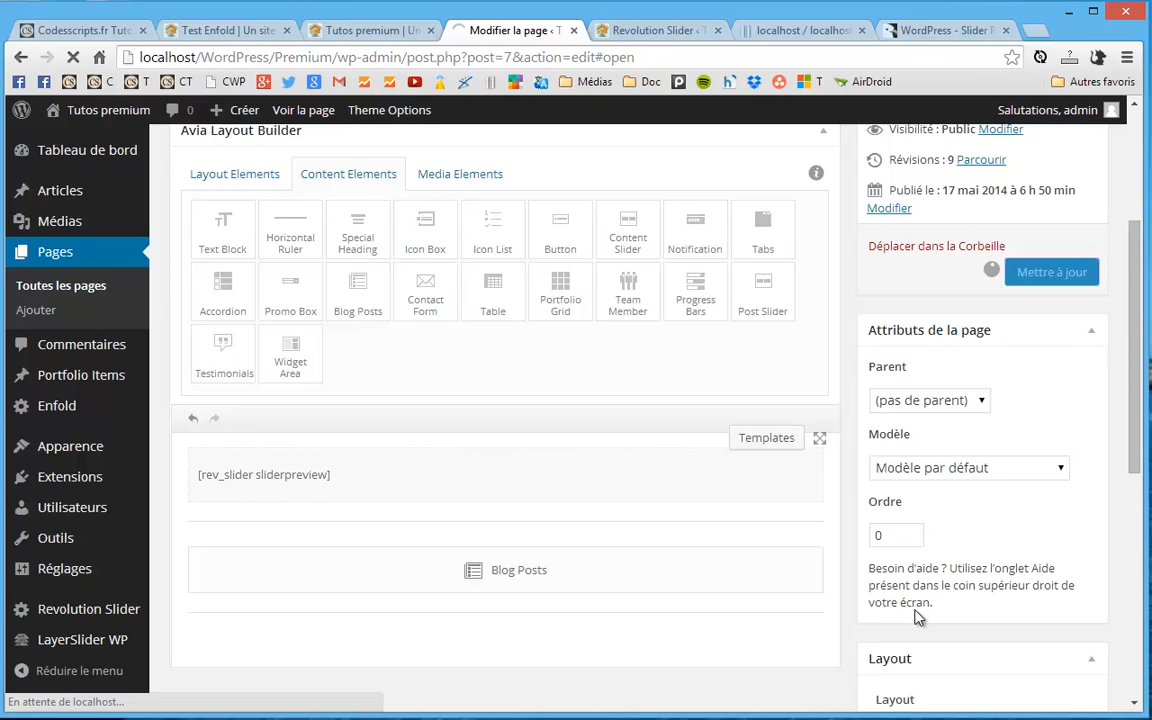 Codesscripts.fr Tuto
Test Enfold | Un site
Tutos premium | Un
Modifier la page ‹ T
Revolution Slider ‹ T
localhost / localhos
WordPress - Slider R
localhost/WordPress/Premium/wp-admin/post.php?post=7&action=edit#open
C
T
CT
CWP
Médias
Doc
T
AirDroid
Autres favoris
Tutos premium
0
Créer
Voir la page
Theme Options
Salutations, admin
Tableau de bord
Articles
Médias
Pages
Toutes les pages
Ajouter
Commentaires
Portfolio Items
Enfold
Apparence
Extensions
Utilisateurs
Outils
Réglages
Revolution Slider
LayerSlider WP
Réduire le menu
En attente de localhost...
Avia Layout Builder
Layout Elements
Content Elements
Media Elements
Text Block
Horizontal
Ruler
Special
Heading
Icon Box
Icon List
Button
Content
Slider
Notification
Tabs
Accordion
Promo Box
Blog Posts
Contact
Form
Table
Portfolio
Grid
Team
Member
Progress
Bars
Post Slider
Testimonials
Widget
Area
Templates
[rev_slider sliderpreview]
Blog Posts
Visibilité : Public Modifier
Révisions : 9 Parcourir
Publié le : 17 mai 2014 à 6 h 50 min
Modifier
Déplacer dans la Corbeille
Mettre à jour
Attributs de la page
Parent
(pas de parent)
Modèle
Modèle par défaut
Ordre
0
Besoin d'aide ? Utilisez l'onglet Aide
présent dans le coin supérieur droit de
votre écran.
Layout
Layout